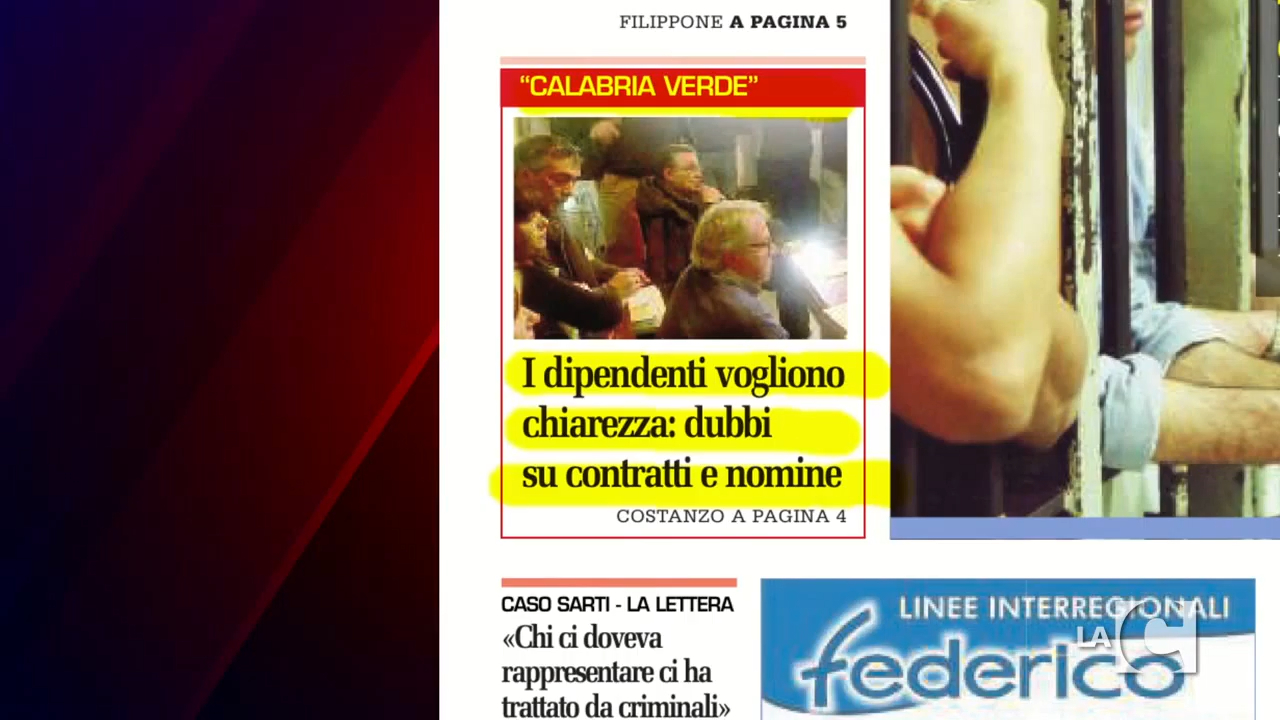 FILIPPONE A PAGINA 5
“CALABRIA VERDE”
I dipendenti vogliono
chiarezza: dubbi
su contratti e nomine
COSTANZO A PAGINA 4
CASO SARTI - LA LETTERA
«Chi ci doveva
rappresentare ci ha
trattato da criminali»
LINEE INTERREGIONALI
federico
LA C